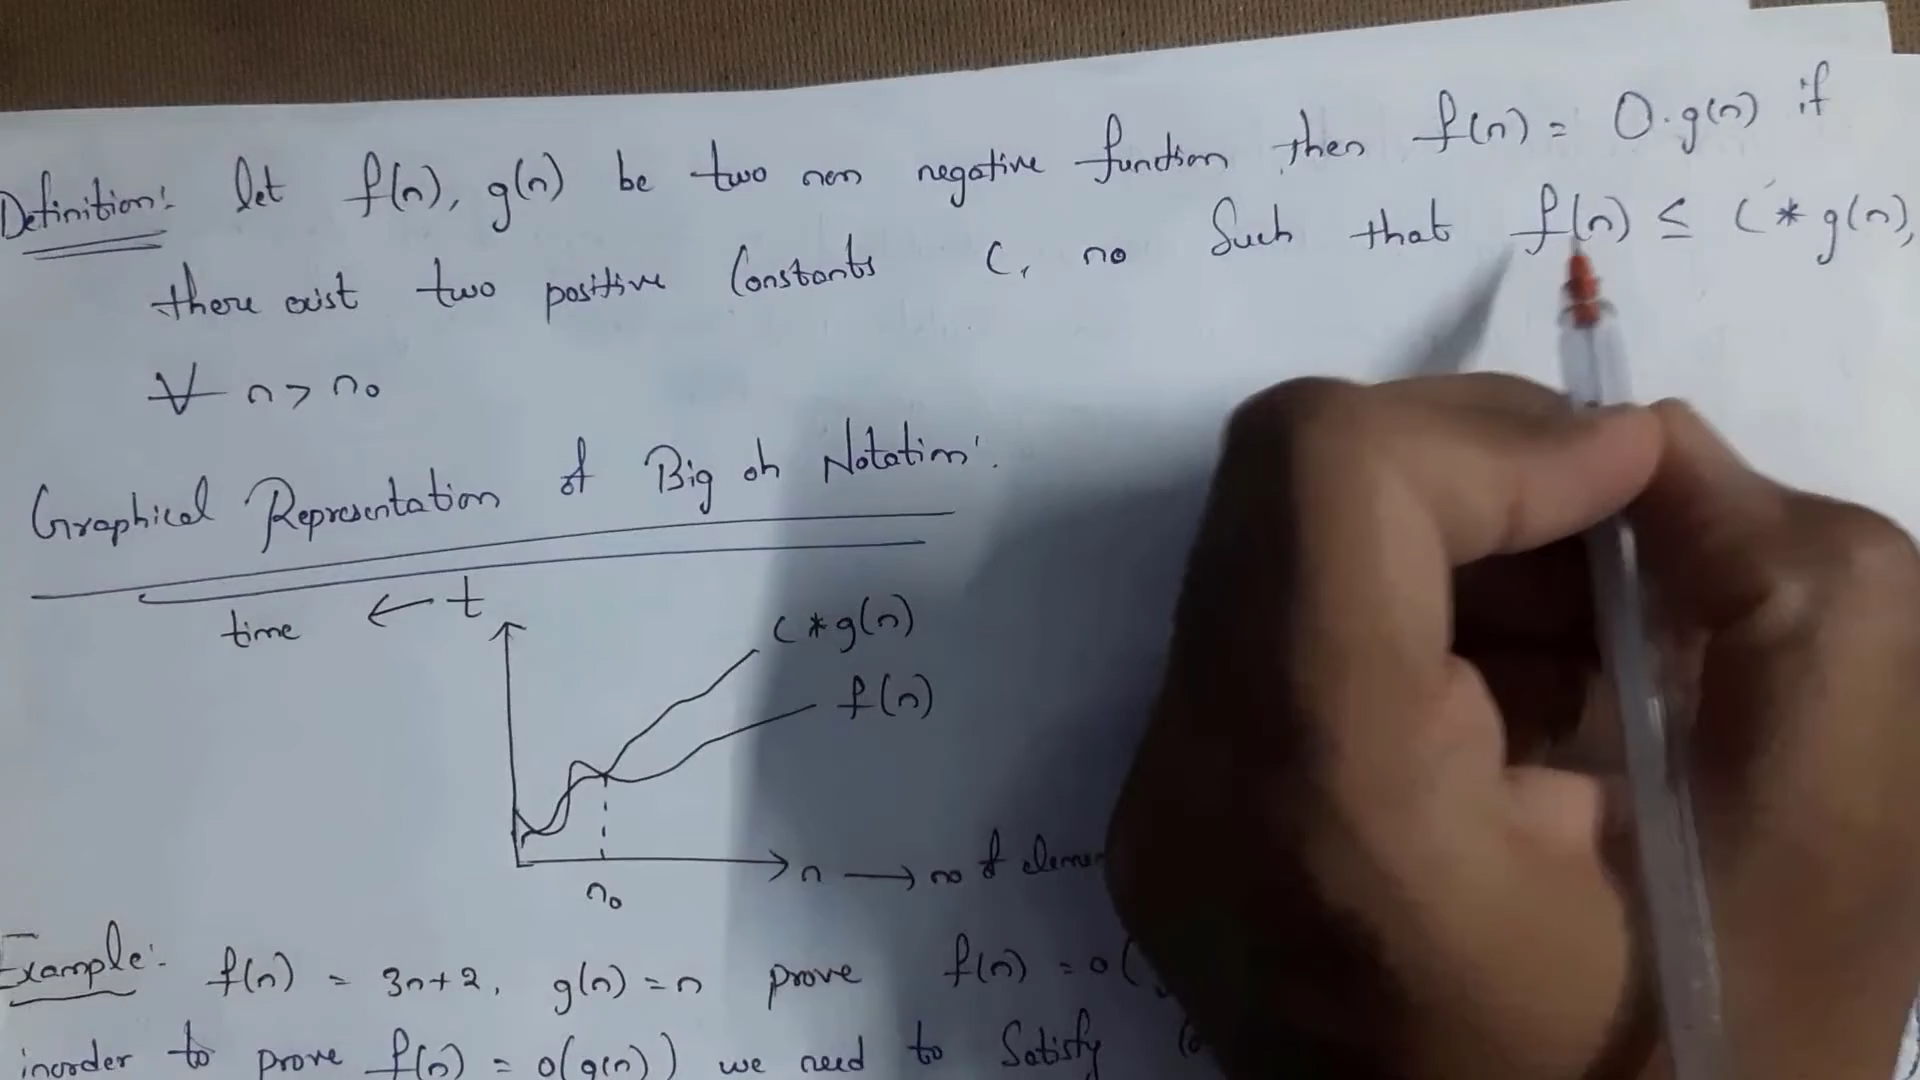 Definition: let f(n), g(n) be two non negative function then f(n) = O.g(n) if
there exist two positive Constants C, n0 Such that f(n) ≤ C * g(n),
∀ n > n0
Graphical Representation of Big oh Notation:
time ← t
C * g(n)
f(n)
n → no of
n0
Example: f(n) = 3n+2, g(n) = n prove f(n) = o(
inorder to prove f(n) = o(g(n)) we need to Satisfy